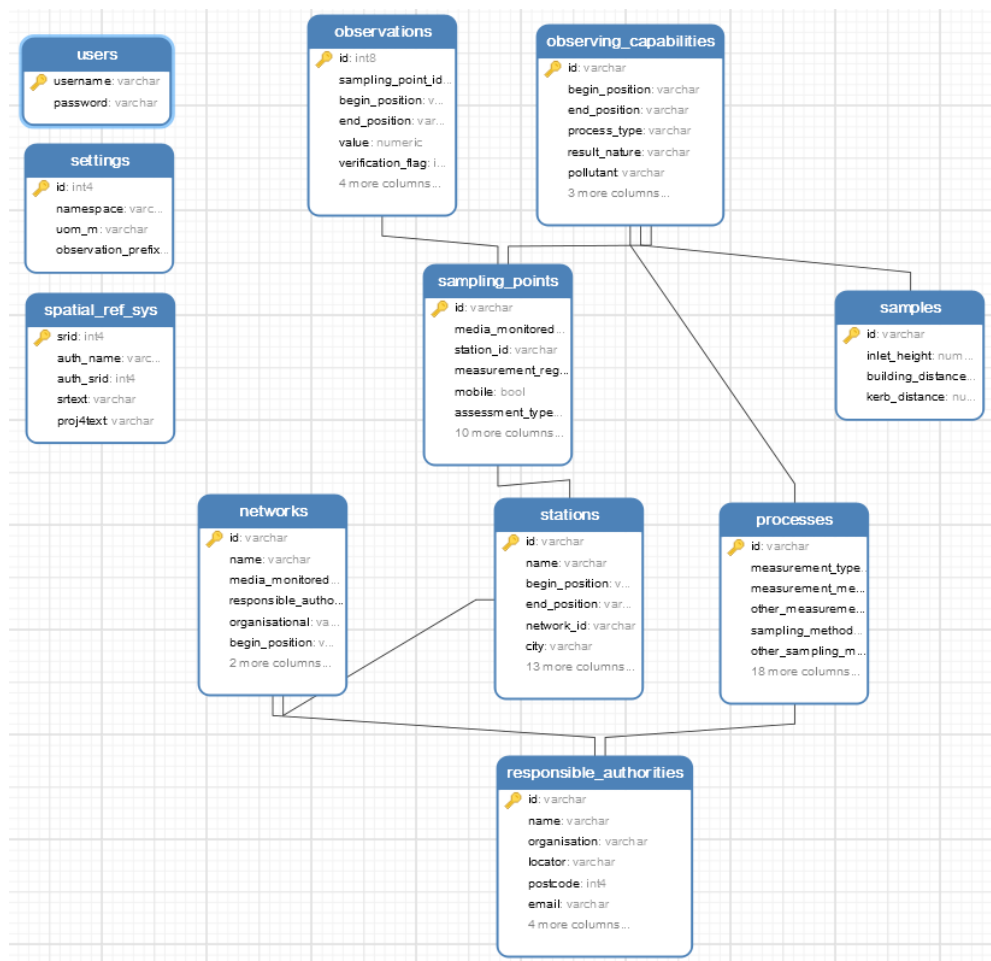 users
username: varchar
password: varchar
settings
id: int4
namespace: varc...
uom_m: varchar
observation_prefix...
spatial_ref_sys
srid: int4
auth_name: varc...
auth_srid: int4
srtext: varchar
proj4text: varchar
observations
id: int8
sampling_point_id...
begin_position: v...
end_position: var...
value: numeric
verification_flag: i...
4 more columns...
observing_capabilities
id: varchar
begin_position: varchar
end_position: varchar
process_type: varchar
result_nature: varchar
pollutant: varchar
3 more columns...
sampling_points
id: varchar
media_monitored...
station_id: varchar
measurement_reg...
mobile: bool
assessment_type...
10 more columns...
samples
id: varchar
inlet_height: num...
building_distance...
kerb_distance: nu...
networks
id: varchar
name: varchar
media_monitored...
responsible_autho...
organisational: va...
begin_position: v...
2 more columns...
stations
id: varchar
name: varchar
begin_position: v...
end_position: var...
network_id: varchar
city: varchar
13 more columns...
processes
id: varchar
measurement_type...
measurement_me...
other_measureme...
sampling_method...
other_sampling_m...
18 more columns...
responsible_authorities
id: varchar
name: varchar
organisation: varchar
locator: varchar
postcode: int4
email: varchar
4 more columns...